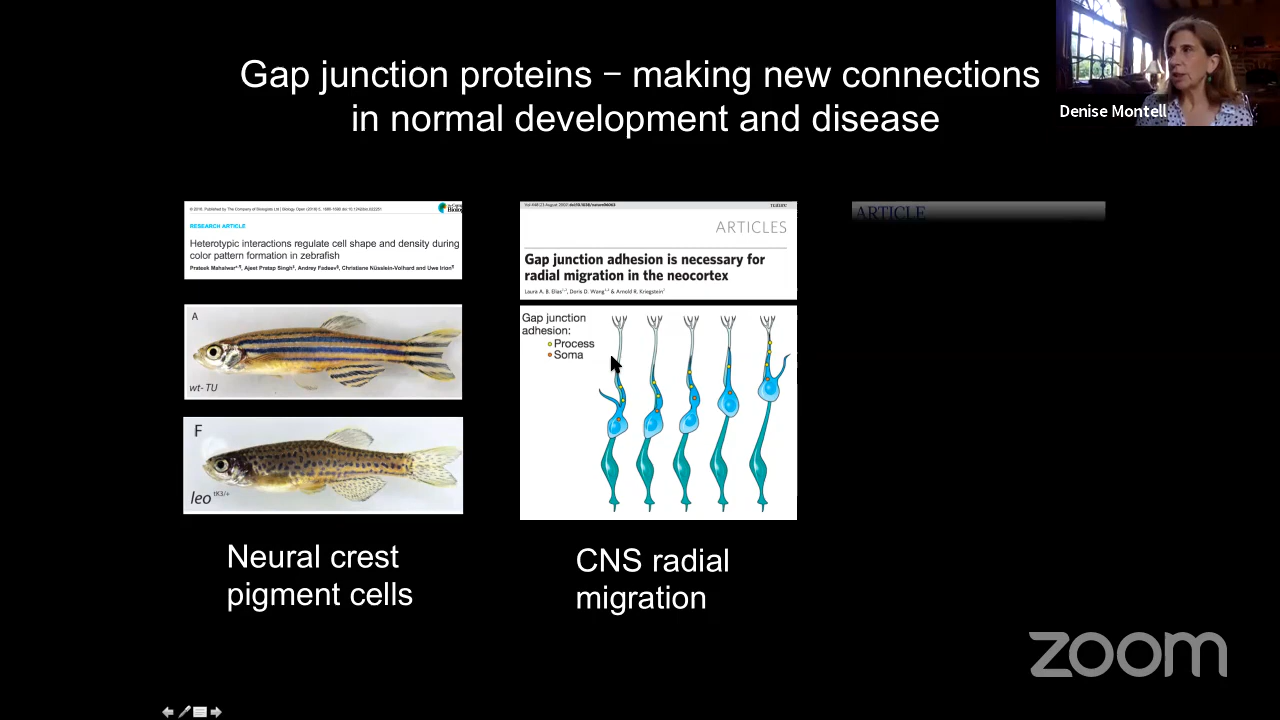 Gap junction proteins − making new connections
in normal development and disease
Denise Montell
RESEARCH ARTICLE
Heterotypic interactions regulate cell shape and density during
color pattern formation in zebrafish
Prateek Mahalwar*,¶, Ajeet Pratap Singh‡, Andrey Fadeev§, Christiane Nüsslein-Volhard and Uwe Irion¶
A
wt- TU
F
leo tK3/+
Neural crest
pigment cells
nature
ARTICLES
Gap junction adhesion is necessary for
radial migration in the neocortex
Laura A. B. Elias, Doris D. Wang & Arnold R. Kriegstein
Gap junction
adhesion:
Process
Soma
CNS radial
migration
ARTICLE
zoom